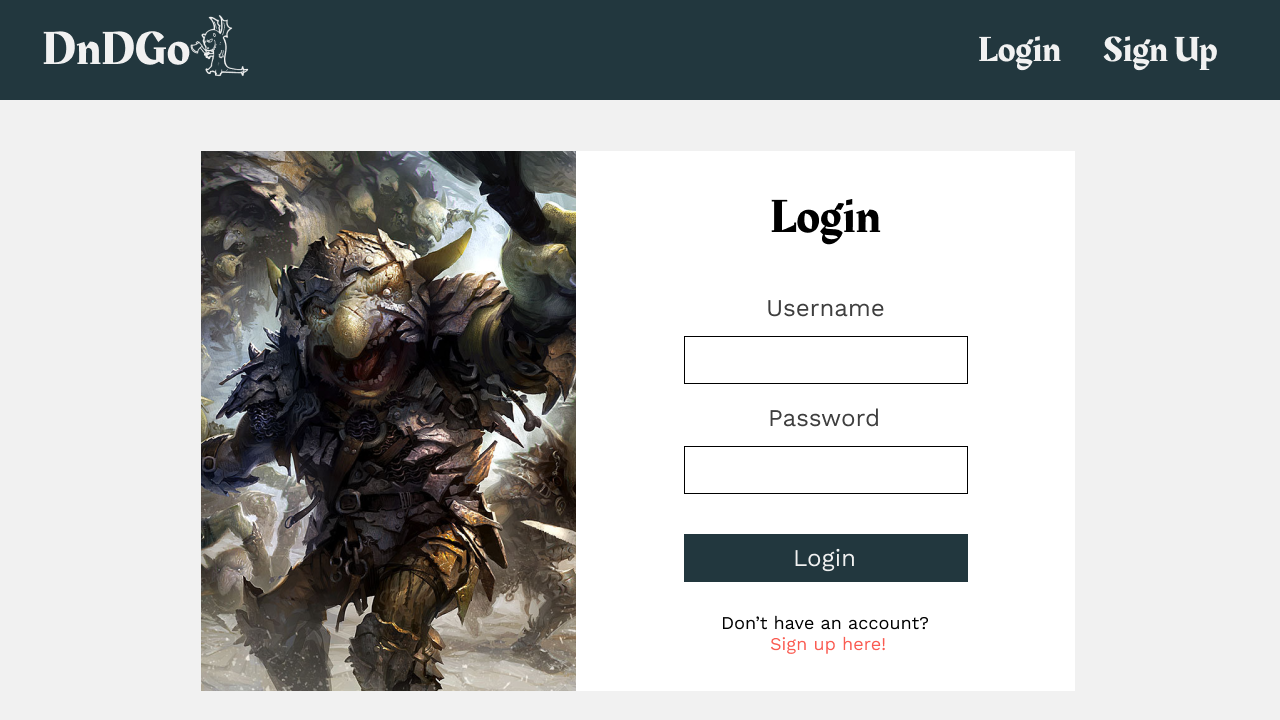 DnDGo
Login
Sign Up
Login
Username
Password
Login
Don’t have an account?
Sign up here!